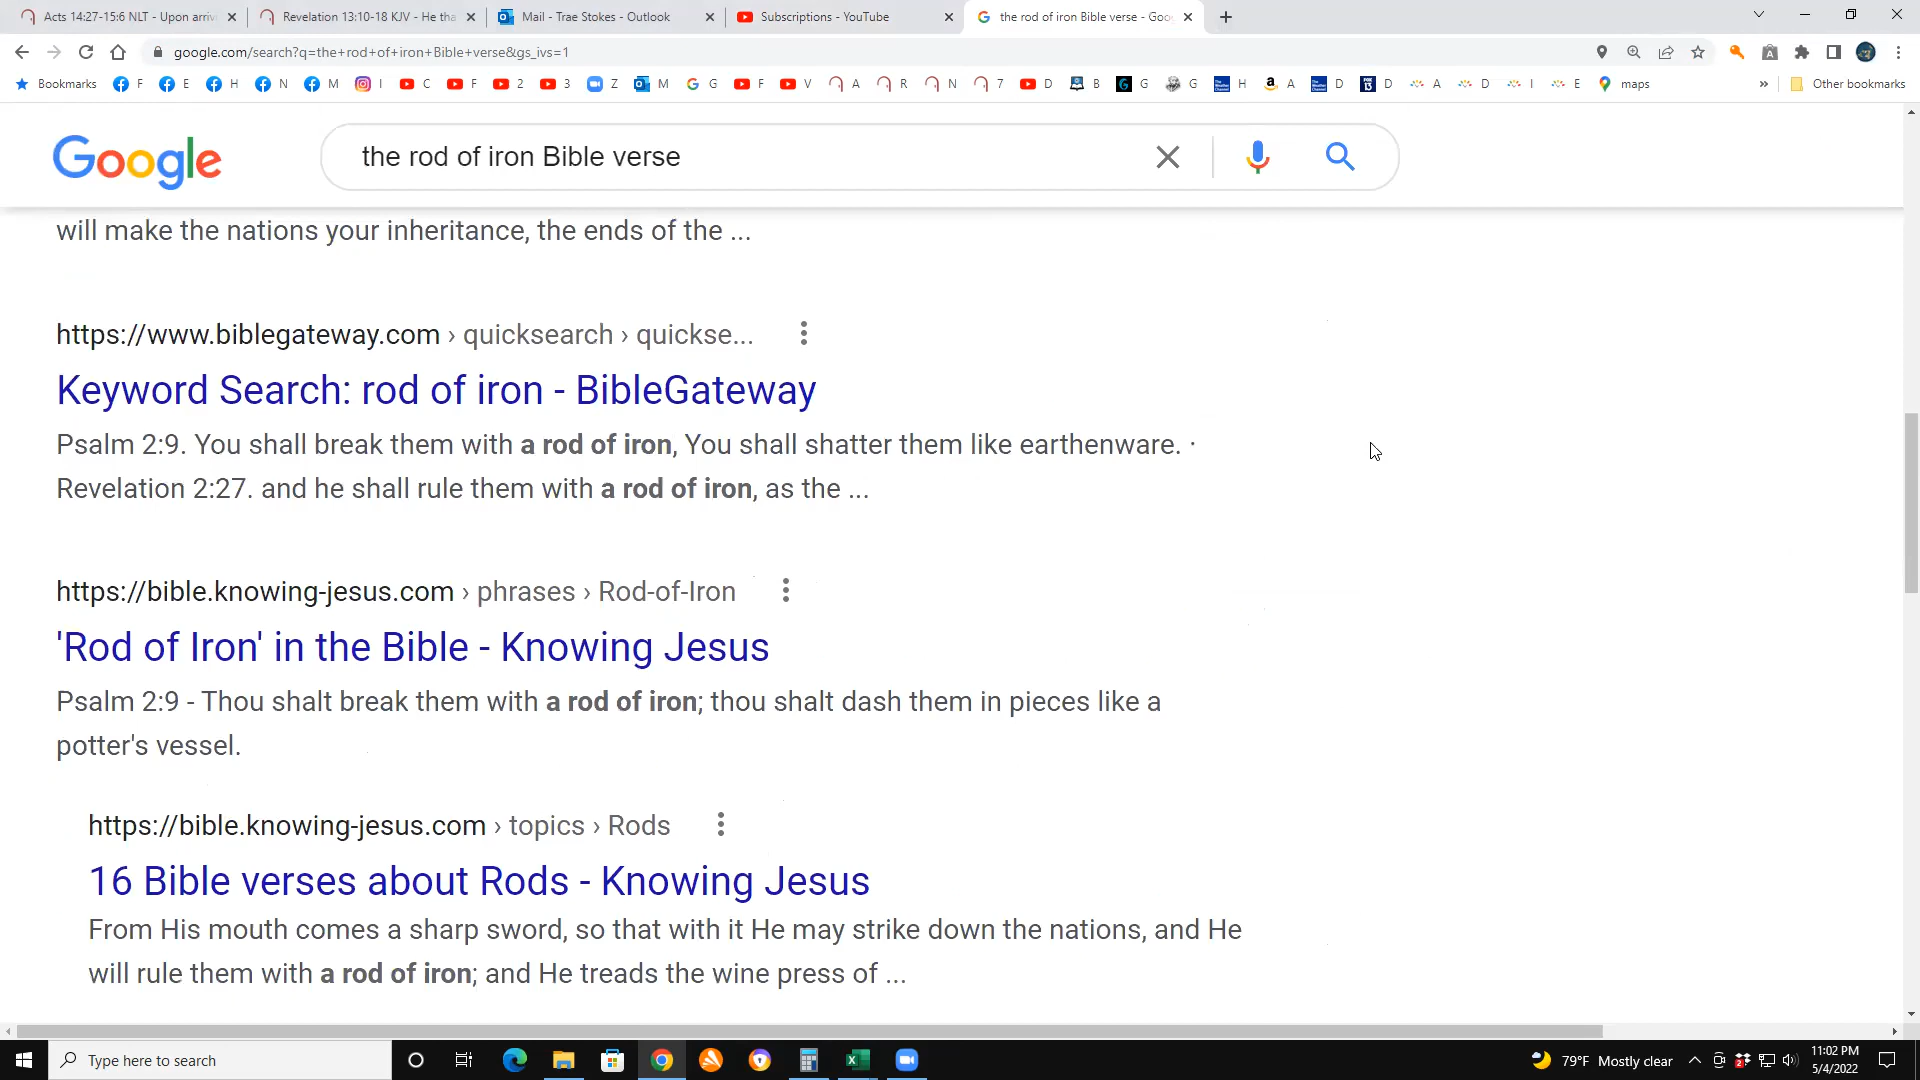 Acts 14:27-15:6 NLT - Upon arriv
Revelation 13:10-18 KJV - He tha
Mail - Trae Stokes - Outlook
Subscriptions - YouTube
the rod of iron Bible verse - Goo
google.com/search?q=the+rod+of+iron+Bible+verse&gs_ivs=1
Bookmarks F E H N M I C F 2 3 Z M G F V A R N 7 D B G G H A D D A D I E maps » Other bookmarks
Google
the rod of iron Bible verse
will make the nations your inheritance, the ends of the ...
https://www.biblegateway.com › quicksearch › quickse...
Keyword Search: rod of iron - BibleGateway
Psalm 2:9. You shall break them with a rod of iron, You shall shatter them like earthenware. ·
Revelation 2:27. and he shall rule them with a rod of iron, as the ...
https://bible.knowing-jesus.com › phrases › Rod-of-Iron
'Rod of Iron' in the Bible - Knowing Jesus
Psalm 2:9 - Thou shalt break them with a rod of iron; thou shalt dash them in pieces like a
potter's vessel.
https://bible.knowing-jesus.com › topics › Rods
16 Bible verses about Rods - Knowing Jesus
From His mouth comes a sharp sword, so that with it He may strike down the nations, and He
will rule them with a rod of iron; and He treads the wine press of ...
Type here to search
79°F Mostly clear
11:02 PM
5/4/2022